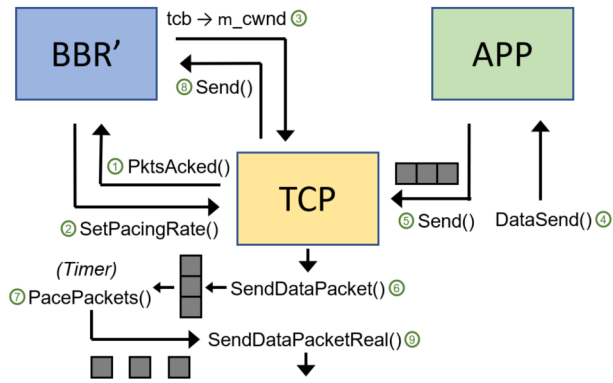 tcb → m_cwnd ③
BBR’
APP
⑧ Send()
① PktsAcked()
TCP
② SetPacingRate()
⑤ Send()
DataSend() ④
(Timer)
SendDataPacket() ⑥
⑦ PacePackets()
SendDataPacketReal() ⑨